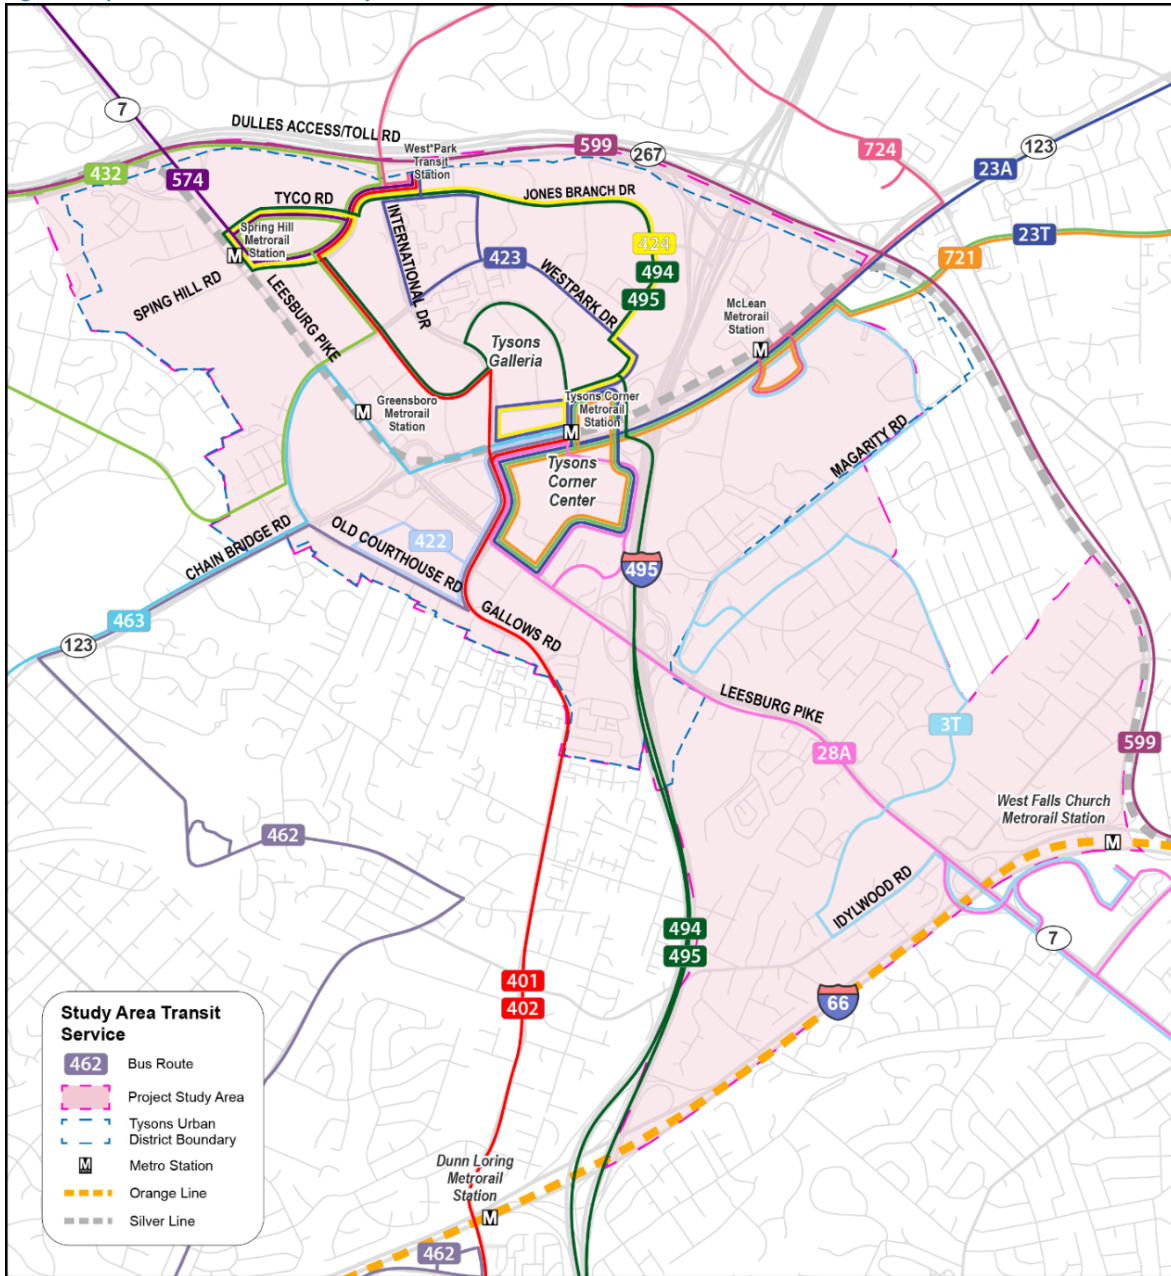 7
DULLES ACCESS/TOLL RD
599
267
724
123
23A
432
574
West*Park
Transit
Station
TYCO RD
JONES BRANCH DR
Spring Hill
Metrorail
Station
M
INTERNATIONAL DR
423
WESTPARK DR
424
494
495
23T
721
SPING HILL RD
LEESBURG PIKE
McLean
Metrorail
Station
M
Tysons
Galleria
Greensboro
Metrorail
Station
M
Tysons Corner
Metrorail
Station
M
MAGARITY RD
Tysons
Corner
Center
CHAIN BRIDGE RD
OLD COURTHOUSE RD
422
495
463
123
GALLOWS RD
LEESBURG PIKE
3T
28A
599
West Falls Church
Metrorail Station
M
462
IDYLWOOD RD
494
495
7
401
402
66
Study Area Transit
Service
462 Bus Route
Project Study Area
Tysons Urban
District Boundary
M Metro Station
Orange Line
Silver Line
Dunn Loring
Metrorail
Station
M
462